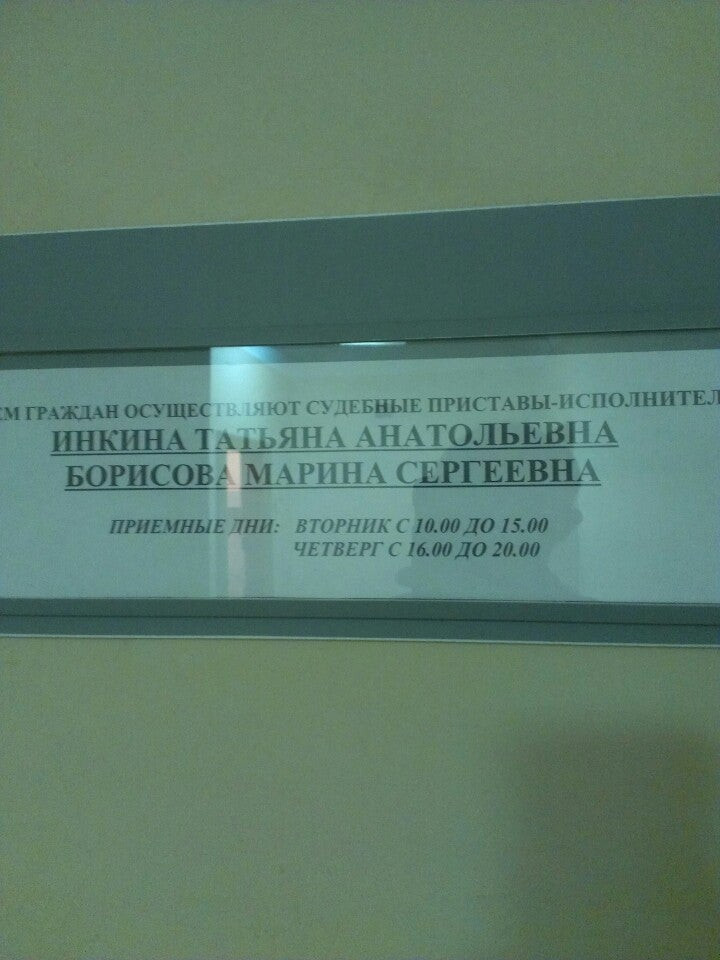 ЕМ ГРАЖДАН ОСУЩЕСТВЛЯЮТ СУДЕБНЫЕ ПРИСТАВЫ-ИСПОЛНИТЕЛ
ИНКИНА ТАТЬЯНА АНАТОЛЬЕВНА
БОРИСОВА МАРИНА СЕРГЕЕВНА
ПРИЕМНЫЕ ДНИ: ВТОРНИК С 10.00 ДО 15.00
ЧЕТВЕРГ С 16.00 ДО 20.00